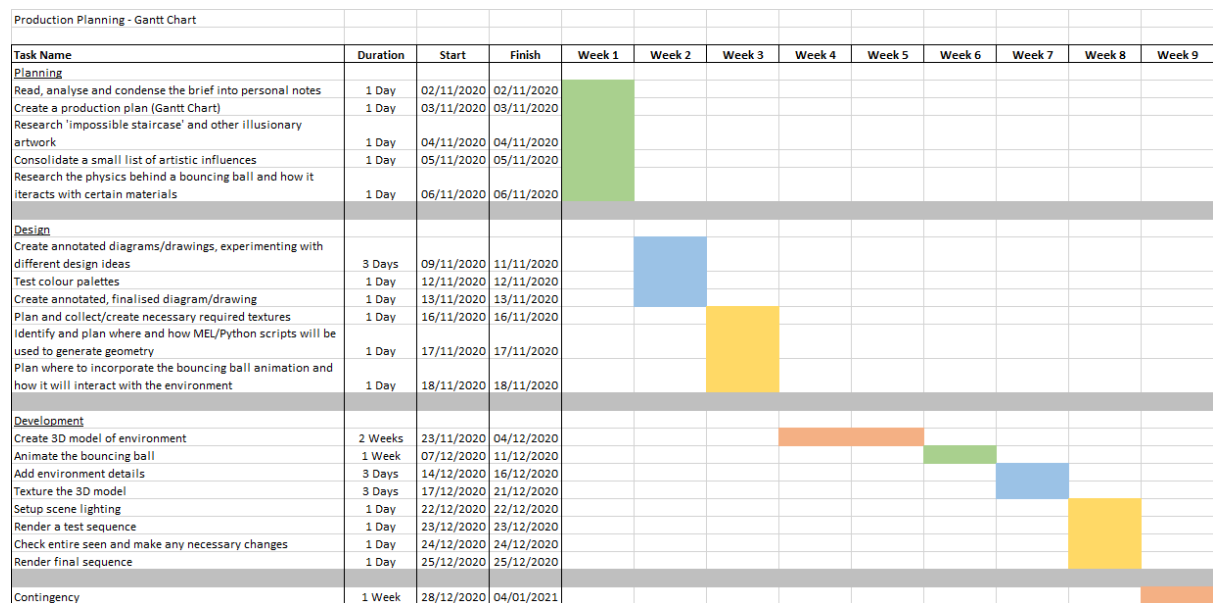 Production Planning - Gantt Chart
Task Name Duration Start Finish Week 1 Week 2 Week 3 Week 4 Week 5 Week 6 Week 7 Week 8 Week 9
Planning
Read, analyse and condense the brief into personal notes 1 Day 02/11/2020 02/11/2020
Create a production plan (Gantt Chart) 1 Day 03/11/2020 03/11/2020
Research 'impossible staircase' and other illusionary
artwork 1 Day 04/11/2020 04/11/2020
Consolidate a small list of artistic influences 1 Day 05/11/2020 05/11/2020
Research the physics behind a bouncing ball and how it
iteracts with certain materials 1 Day 06/11/2020 06/11/2020
Design
Create annotated diagrams/drawings, experimenting with
different design ideas 3 Days 09/11/2020 11/11/2020
Test colour palettes 1 Day 12/11/2020 12/11/2020
Create annotated, finalised diagram/drawing 1 Day 13/11/2020 13/11/2020
Plan and collect/create necessary required textures 1 Day 16/11/2020 16/11/2020
Identify and plan where and how MEL/Python scripts will be
used to generate geometry 1 Day 17/11/2020 17/11/2020
Plan where to incorporate the bouncing ball animation and
how it will interact with the environment 1 Day 18/11/2020 18/11/2020
Development
Create 3D model of environment 2 Weeks 23/11/2020 04/12/2020
Animate the bouncing ball 1 Week 07/12/2020 11/12/2020
Add environment details 3 Days 14/12/2020 16/12/2020
Texture the 3D model 3 Days 17/12/2020 21/12/2020
Setup scene lighting 1 Day 22/12/2020 22/12/2020
Render a test sequence 1 Day 23/12/2020 23/12/2020
Check entire seen and make any necessary changes 1 Day 24/12/2020 24/12/2020
Render final sequence 1 Day 25/12/2020 25/12/2020
Contingency 1 Week 28/12/2020 04/01/2021